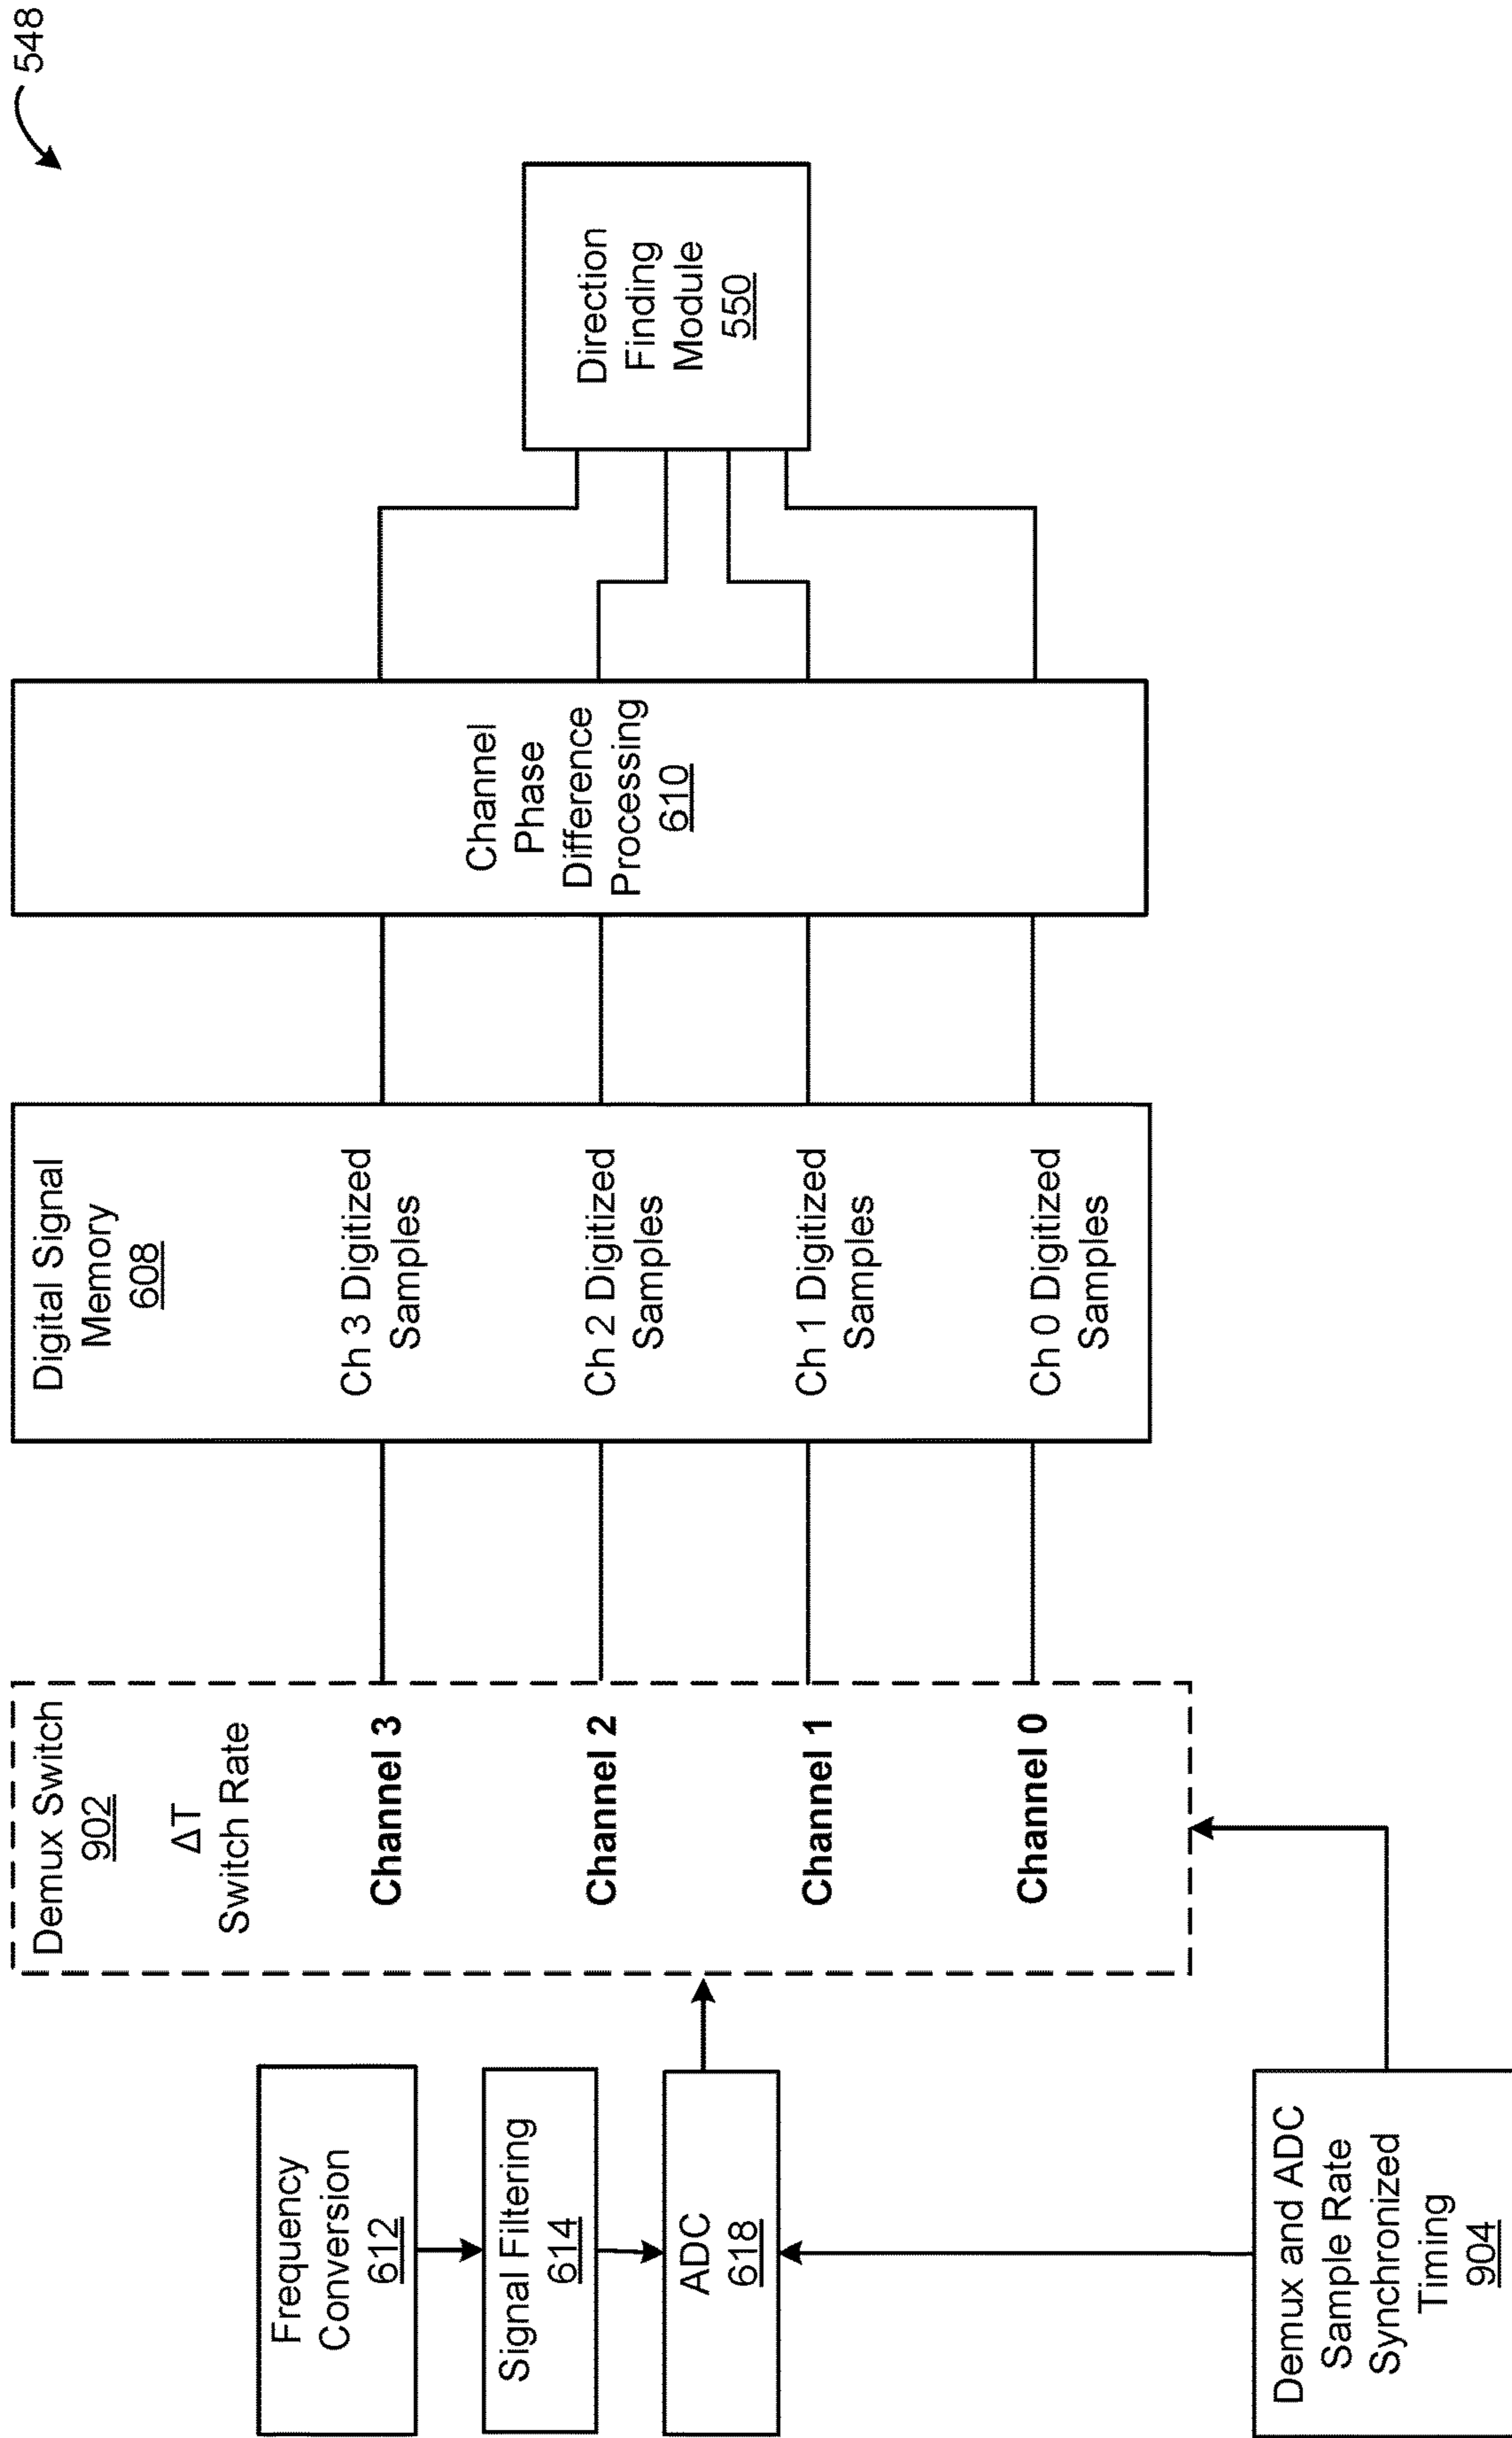 548
Frequency
Conversion
612
Signal Filtering
614
ADC
618
Demux and ADC
Sample Rate
Synchronized
Timing
904
Demux Switch
902
ΔT
Switch Rate
Channel 3
Channel 2
Channel 1
Channel 0
Digital Signal
Memory
608
Ch 3 Digitized
Samples
Ch 2 Digitized
Samples
Ch 1 Digitized
Samples
Ch 0 Digitized
Samples
Channel
Phase
Difference
Processing
610
Direction
Finding
Module
550